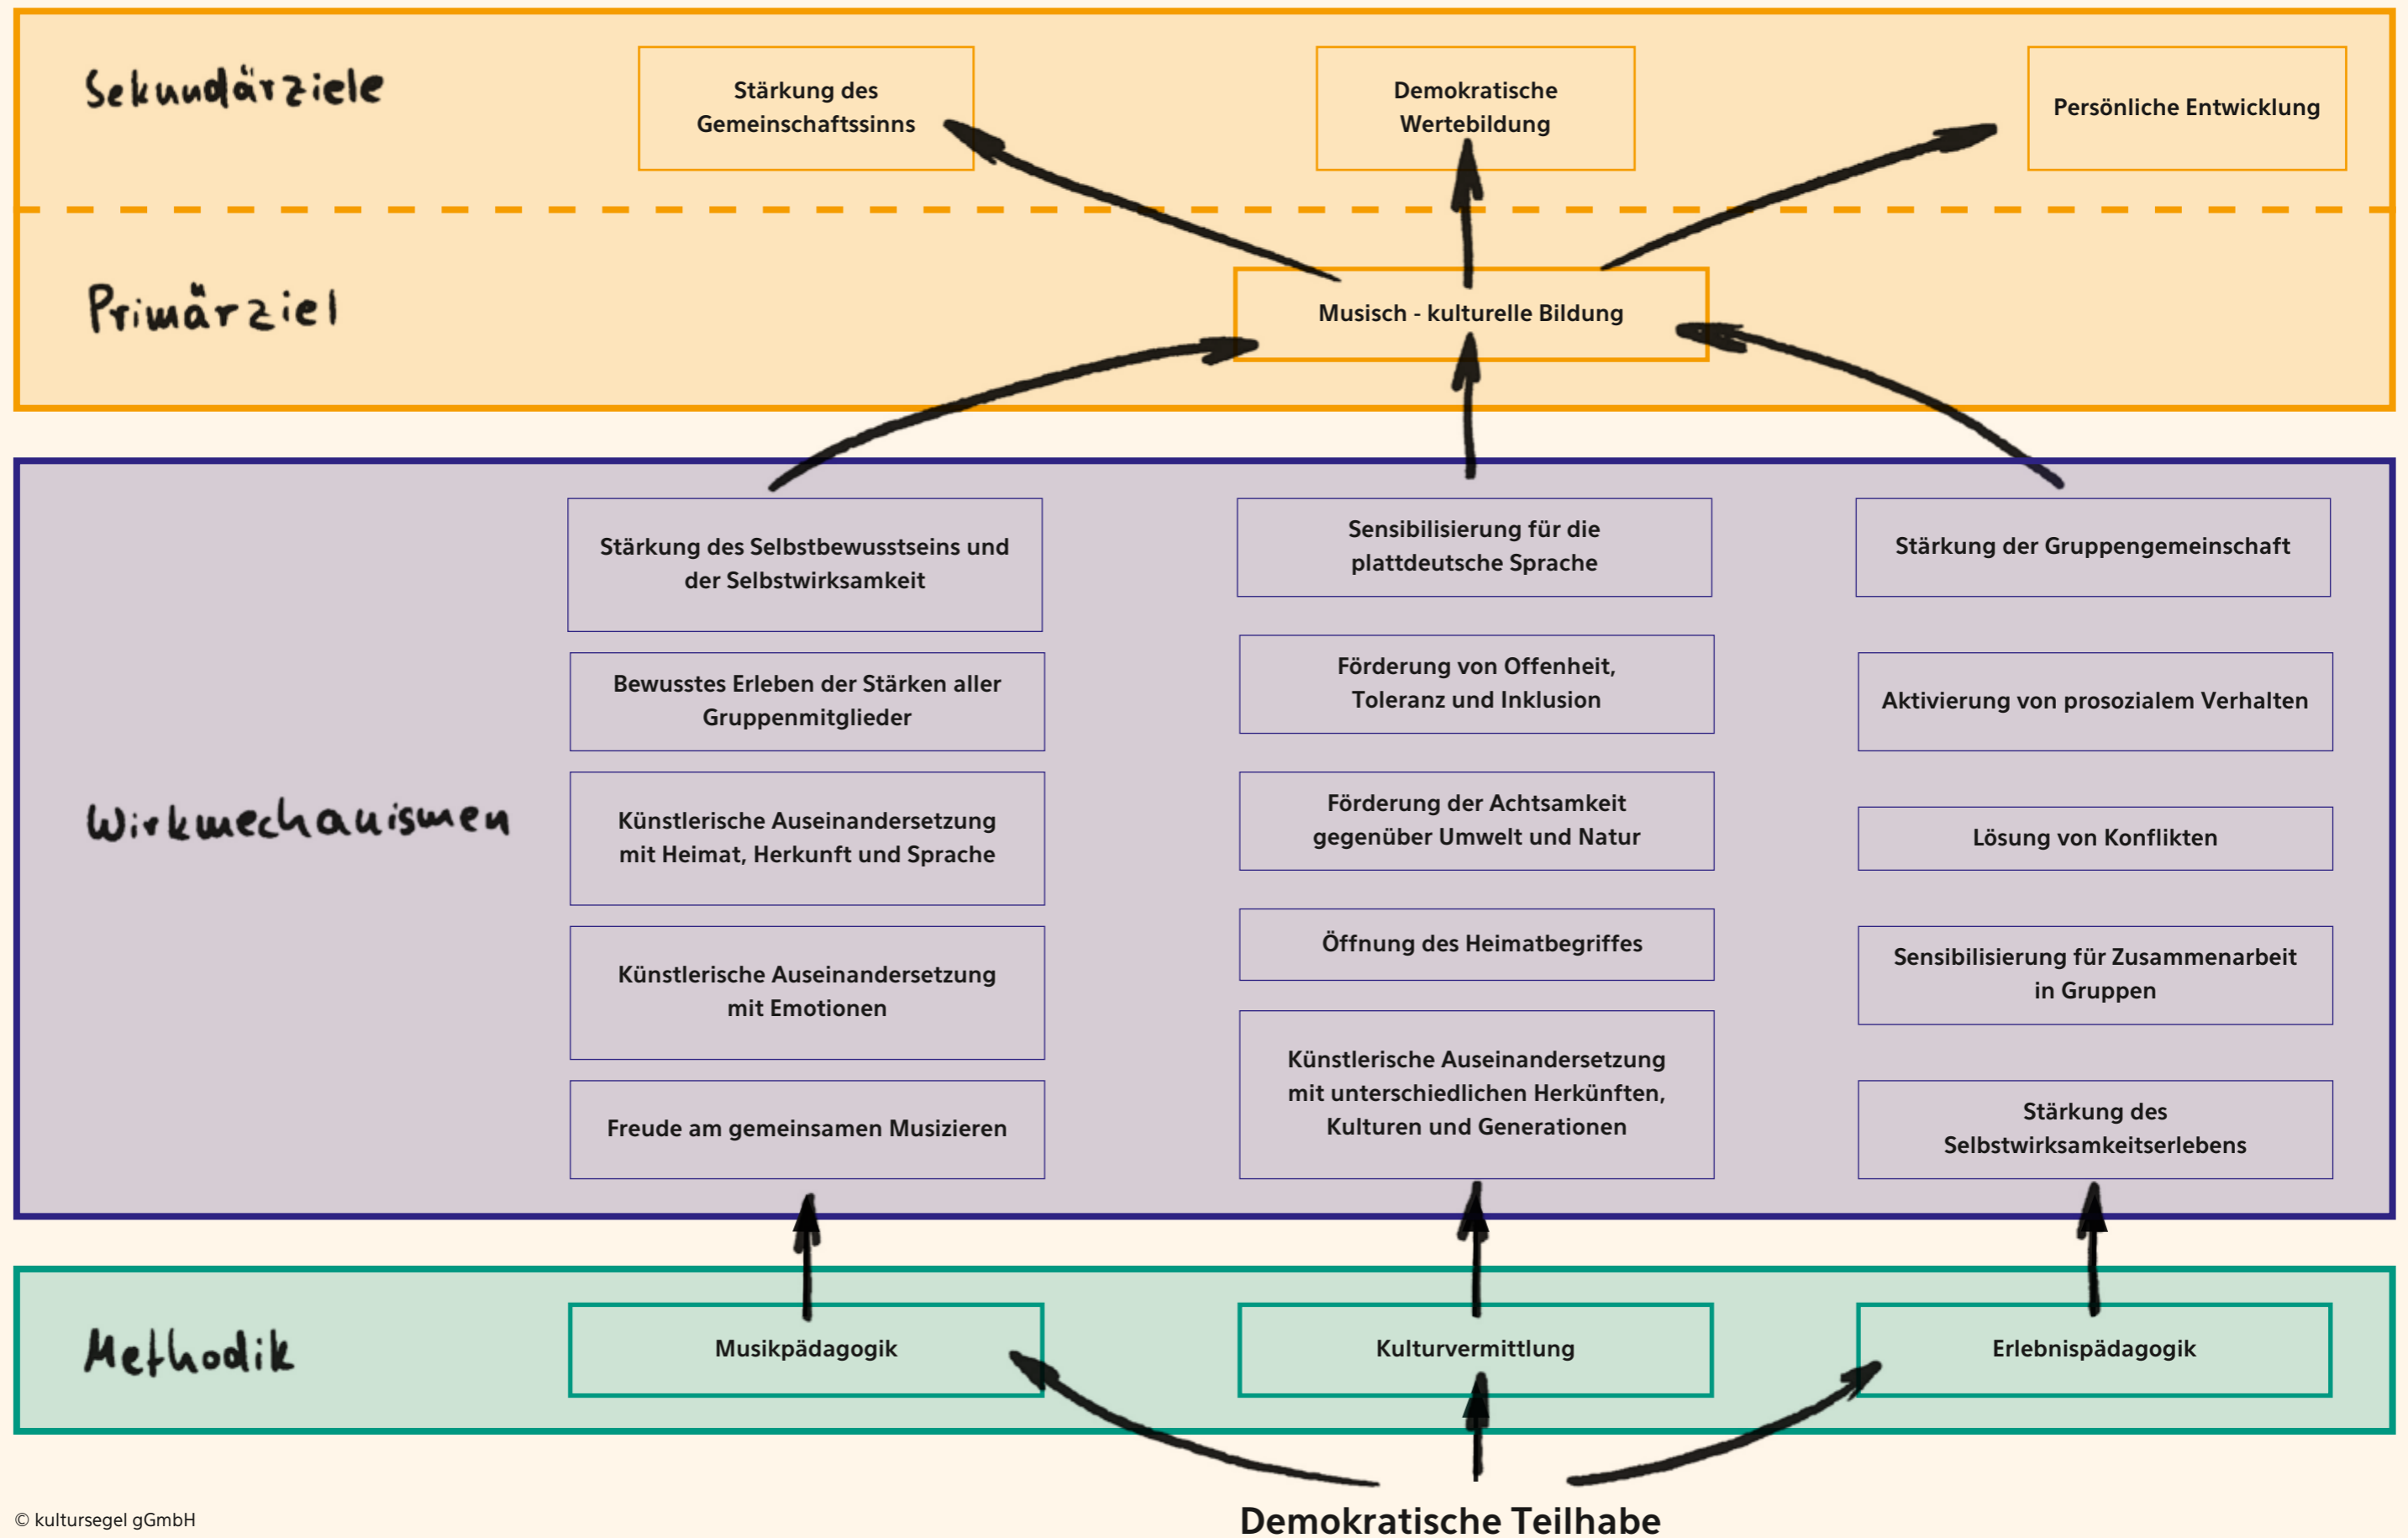 Sekundärziele
Stärkung des
Gemeinschaftssinns
Demokratische
Wertebildung
Persönliche Entwicklung
Primärziel
Musisch - kulturelle Bildung
Wirkmechanismen
Stärkung des Selbstbewusstseins und
der Selbstwirksamkeit
Bewusstes Erleben der Stärken aller
Gruppenmitglieder
Künstlerische Auseinandersetzung
mit Heimat, Herkunft und Sprache
Künstlerische Auseinandersetzung
mit Emotionen
Freude am gemeinsamen Musizieren
Sensibilisierung für die
plattdeutsche Sprache
Förderung von Offenheit,
Toleranz und Inklusion
Förderung der Achtsamkeit
gegenüber Umwelt und Natur
Öffnung des Heimatbegriffes
Künstlerische Auseinandersetzung
mit unterschiedlichen Herkünften,
Kulturen und Generationen
Stärkung der Gruppengemeinschaft
Aktivierung von prosozialem Verhalten
Lösung von Konflikten
Sensibilisierung für Zusammenarbeit
in Gruppen
Stärkung des
Selbstwirksamkeitserlebens
Methodik
Musikpädagogik
Kulturvermittlung
Erlebnispädagogik
Demokratische Teilhabe
© kultursegel gGmbH